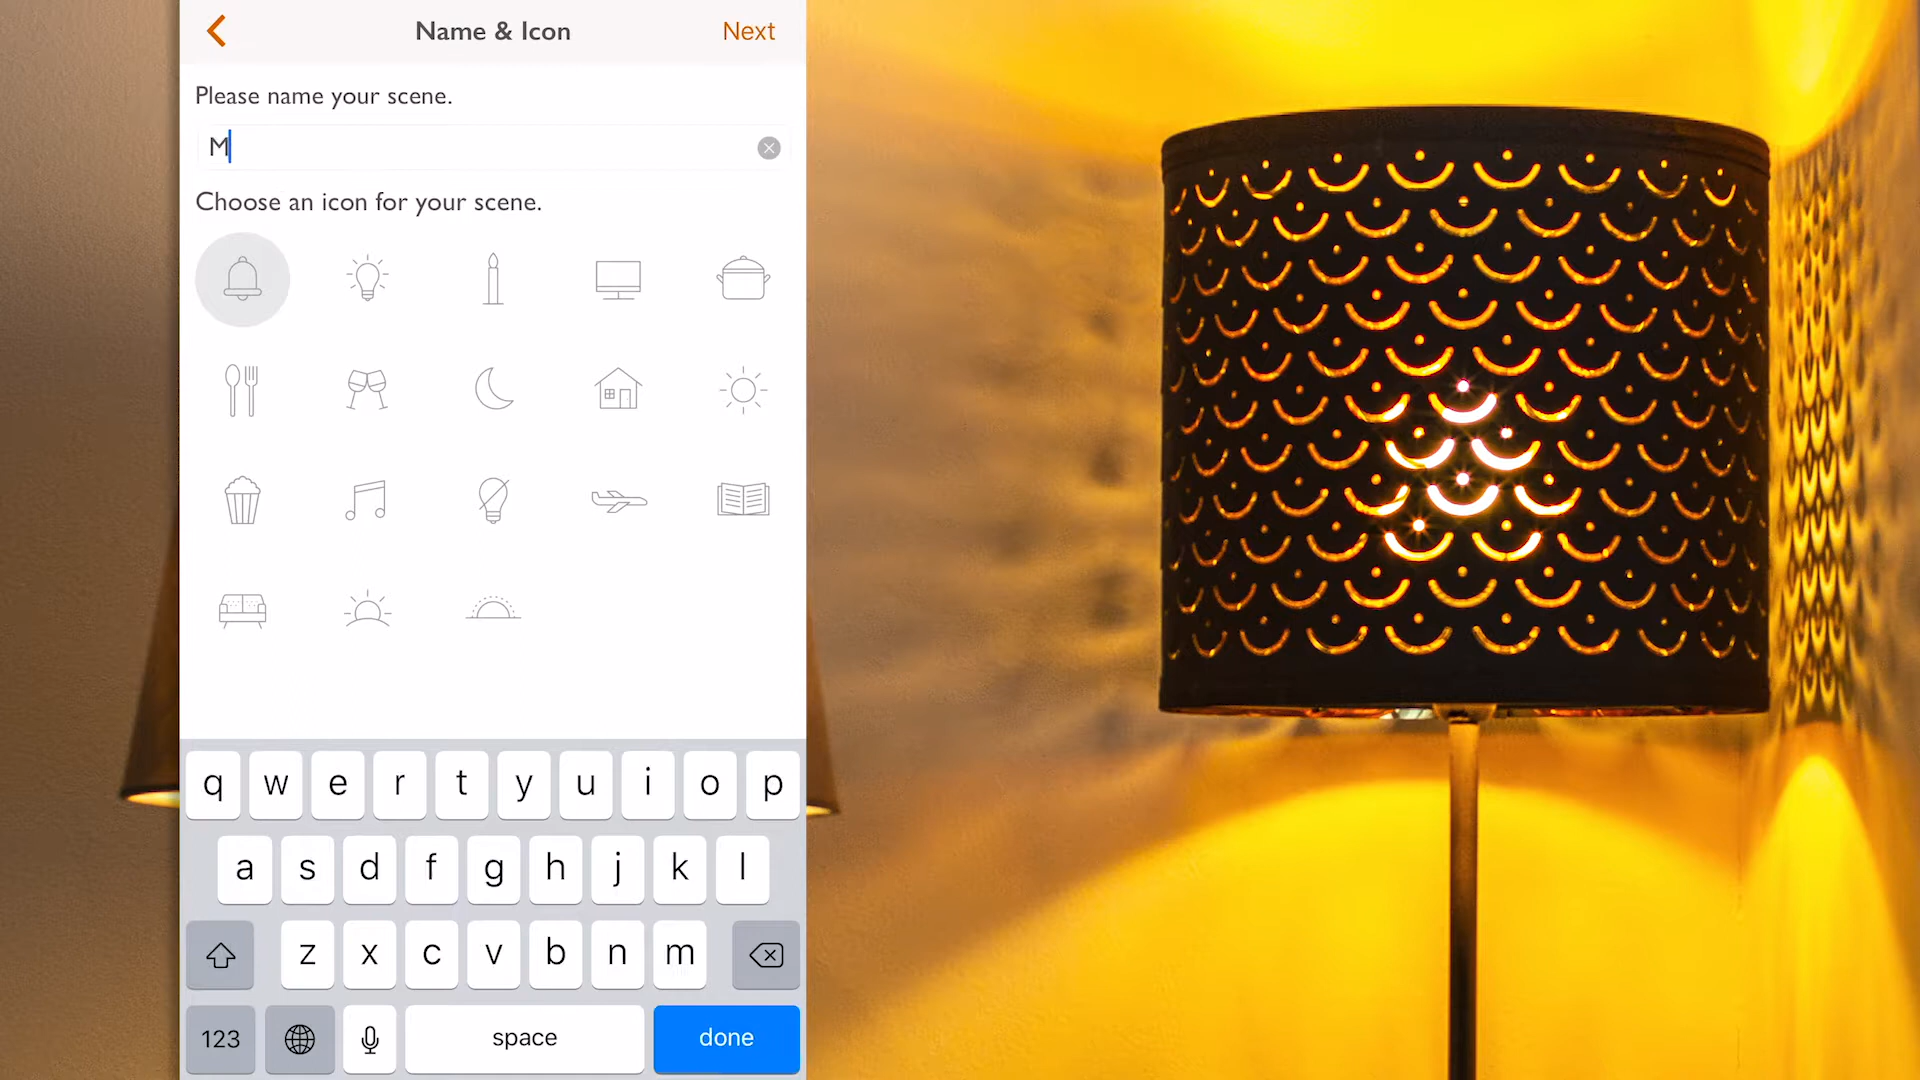 Name & Icon
Next
Please name your scene.
M
Choose an icon for your scene.
q w e r t y u i o p
a s d f g h j k l
z x c v b n m
123
space
done